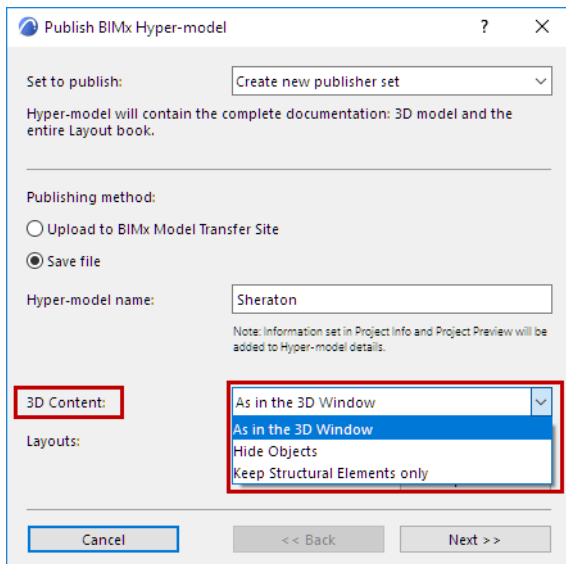 Publish BIMx Hyper-model
?
Set to publish:
Create new publisher set
Hyper-model will contain the complete documentation: 3D model and the
entire Layout book.
Publishing method:
Upload to BIMx Model Transfer Site
Save file
Hyper-model name:
Sheraton
Note: Information set in Project Info and Project Preview will be
added to Hyper-model details.
3D Content:
As in the 3D Window
As in the 3D Window
Layouts:
Hide Objects
Keep Structural Elements only
Cancel
<< Back
Next >>